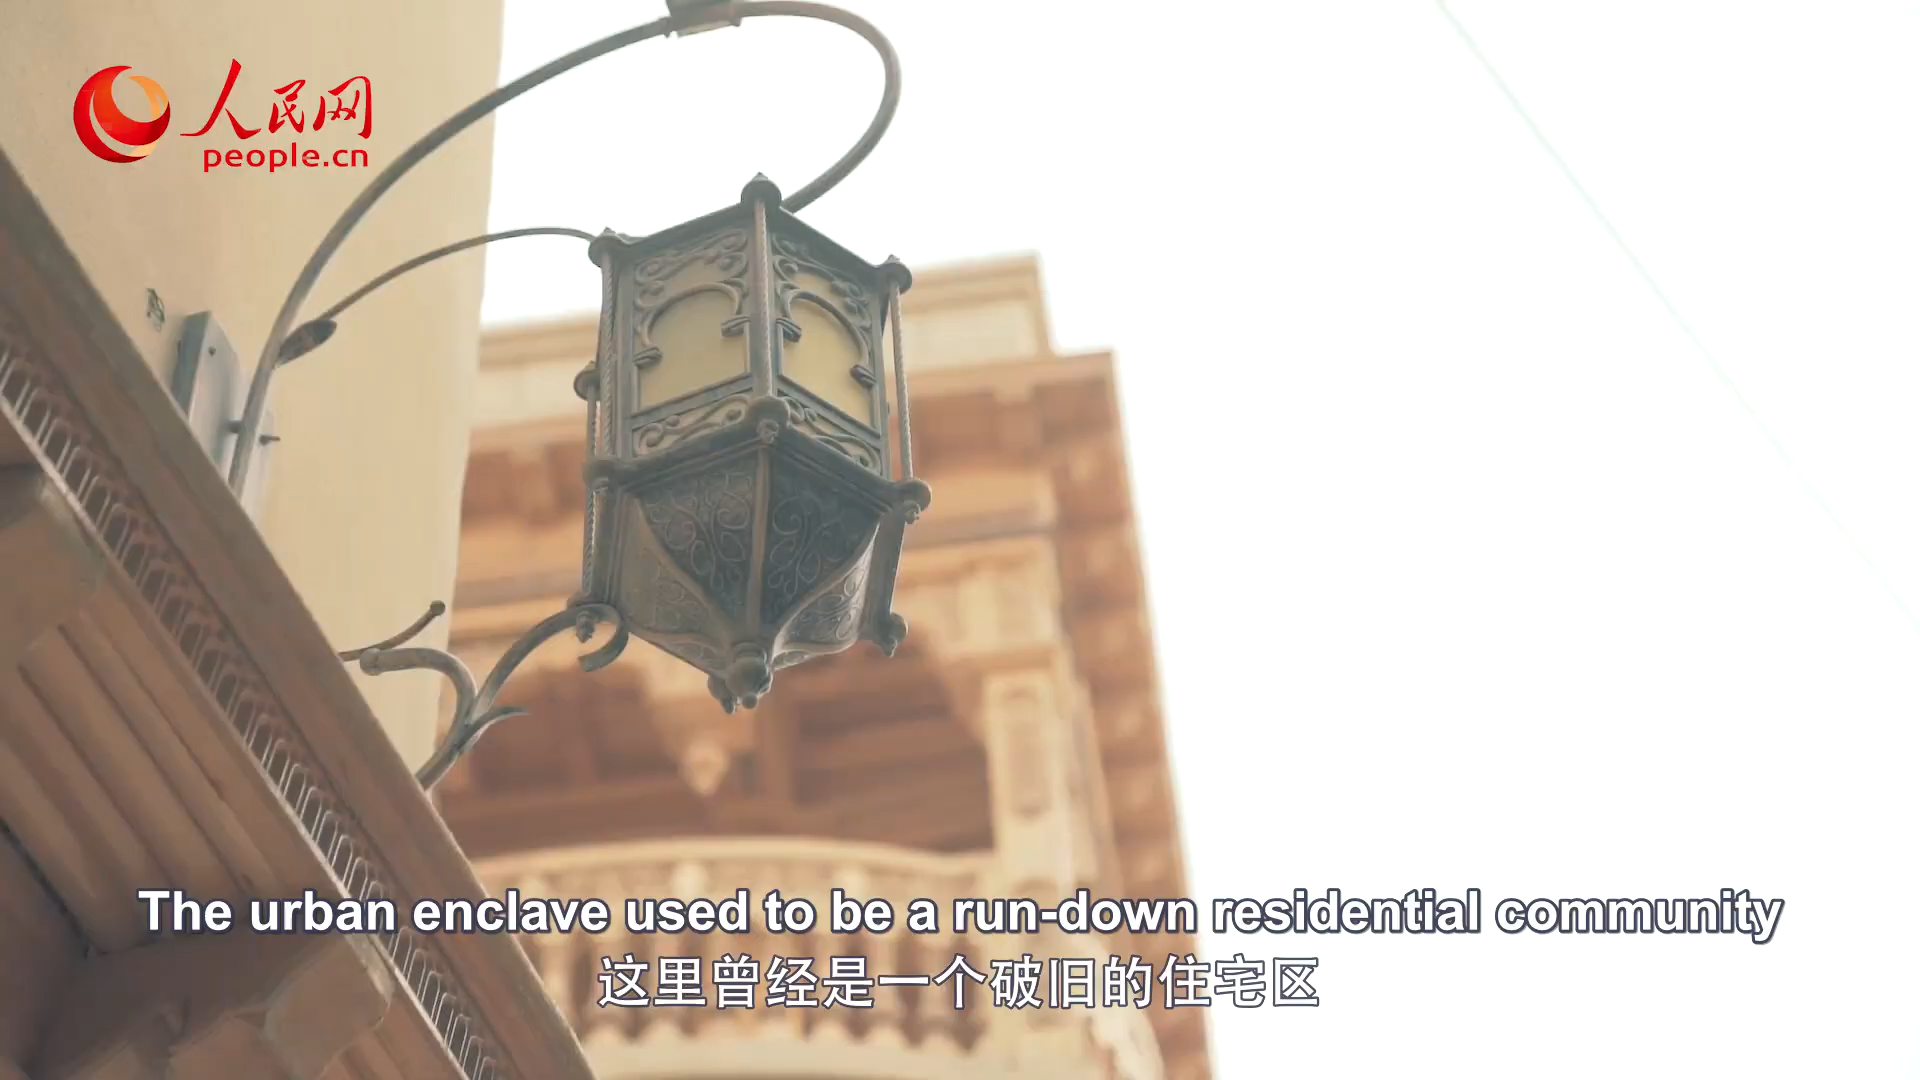 人民网
people.cn
The urban enclave used to be a run-down residential community
这里曾经是一个破旧的住宅区